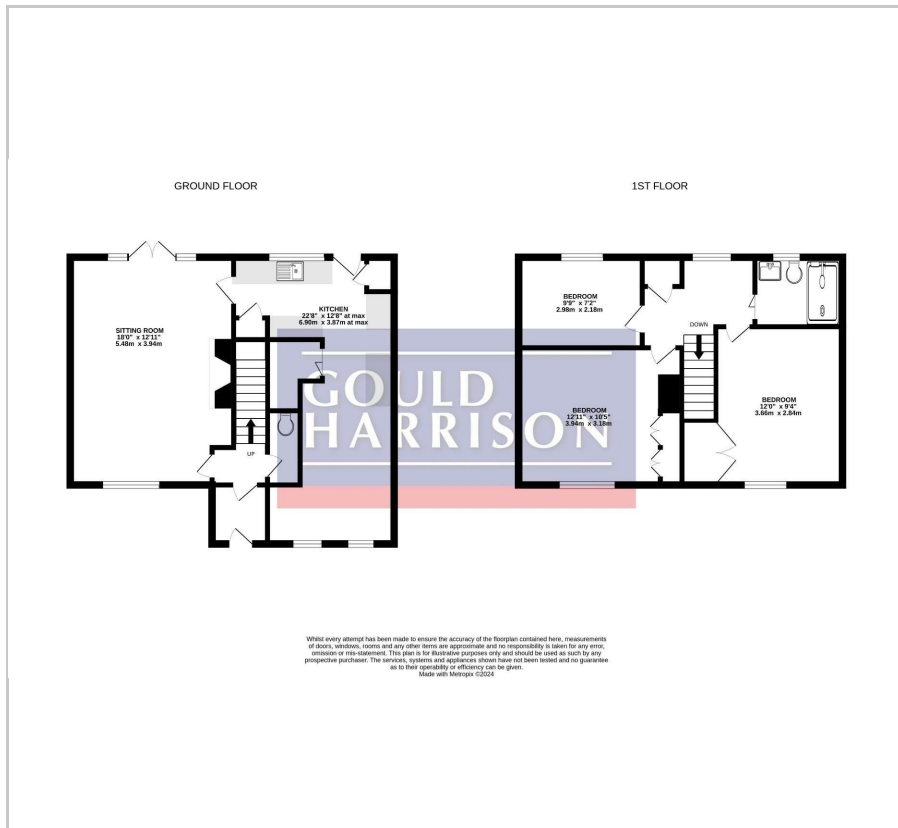 GROUND FLOOR
1ST FLOOR
SITTING ROOM
18'0" x 12'11"
5.48m x 3.94m
KITCHEN
22'8" x 12'8" at max
6.90m x 3.87m at max
UP
BEDROOM
9'9" x 7'2"
2.98m x 2.18m
DOWN
BEDROOM
12'11" x 10'5"
3.94m x 3.18m
BEDROOM
12'0" x 9'4"
3.66m x 2.84m
GOULD
HARRISON
Whilst every attempt has been made to ensure the accuracy of the floorplan contained here, measurements
of doors, windows, rooms and any other items are approximate and no responsibility is taken for any error,
omission or mis-statement. This plan is for illustrative purposes only and should be used as such by any
prospective purchaser. The services, systems and appliances shown have not been tested and no guarantee
as to their operability or efficiency can be given.
Made with Metropix ©2024